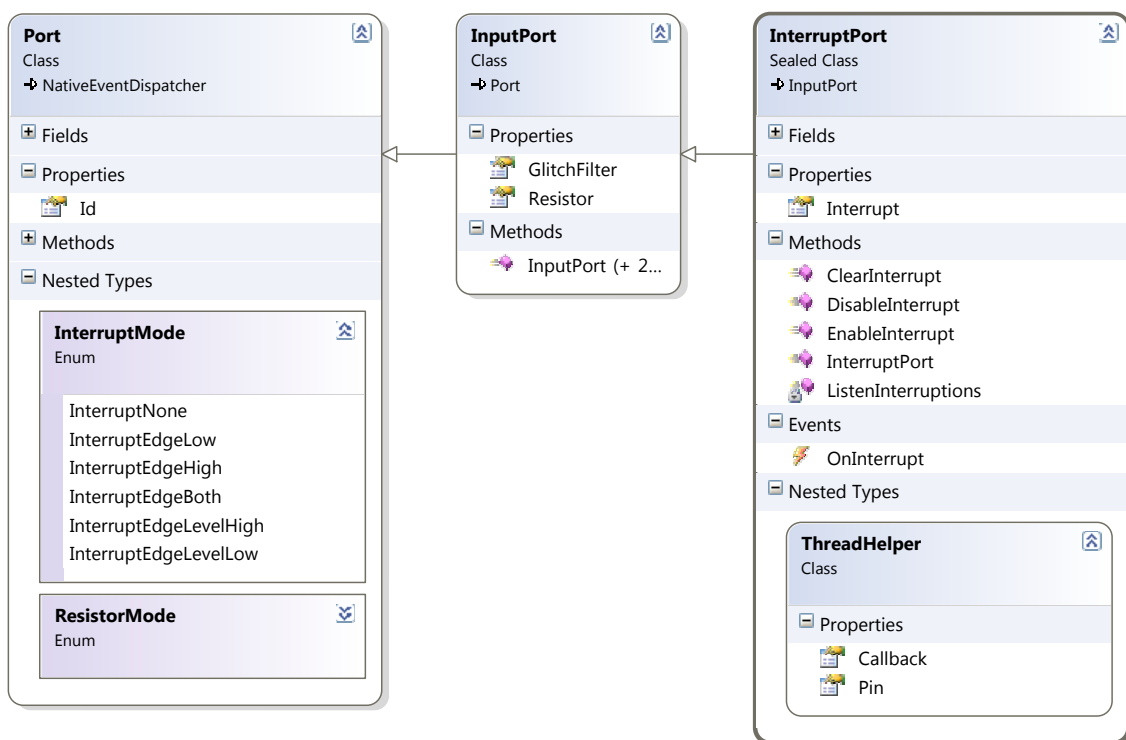 Port
Class
NativeEventDispatcher
Fields
Properties
Id
Methods
Nested Types
InterruptMode
Enum
InterruptNone
InterruptEdgeLow
InterruptEdgeHigh
InterruptEdgeBoth
InterruptEdgeLevelHigh
InterruptEdgeLevelLow
ResistorMode
Enum
InputPort
Class
Port
Properties
GlitchFilter
Resistor
Methods
InputPort (+ 2...
InterruptPort
Sealed Class
InputPort
Fields
Properties
Interrupt
Methods
ClearInterrupt
DisableInterrupt
EnableInterrupt
InterruptPort
ListenInterruptions
Events
OnInterrupt
Nested Types
ThreadHelper
Class
Properties
Callback
Pin